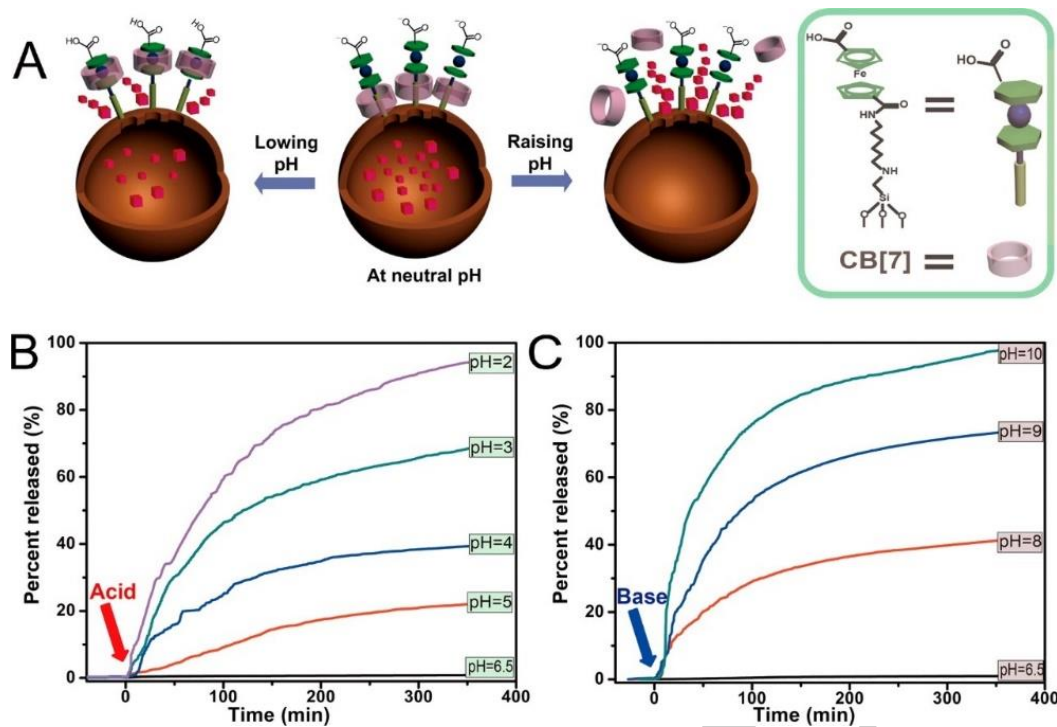 A
HO
O
HO
O
HO
O
-O
O
-O
O
-O
O
-O
O
-O
O
-O
O
Lowing
pH
Raising
pH
At neutral pH
HO
O
Fe
O
HN
NH
Si
O
O
O
HO
O
=
CB[7] =
B
100
80
60
40
20
0
Percent released (%)
pH=2
pH=3
pH=4
pH=5
pH=6.5
Acid
0
100
200
300
400
Time (min)
C
100
80
60
40
20
0
Percent released (%)
pH=10
pH=9
pH=8
pH=6.5
Base
0
100
200
300
400
Time (min)